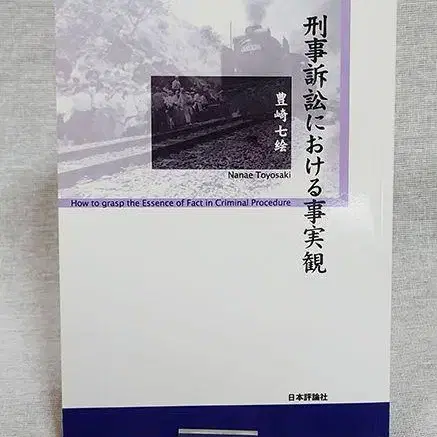 刑事訴訟における事実観
豊崎七絵
Nanae Toyosaki
How to grasp the Essence of Fact in Criminal Procedure
日本評論社